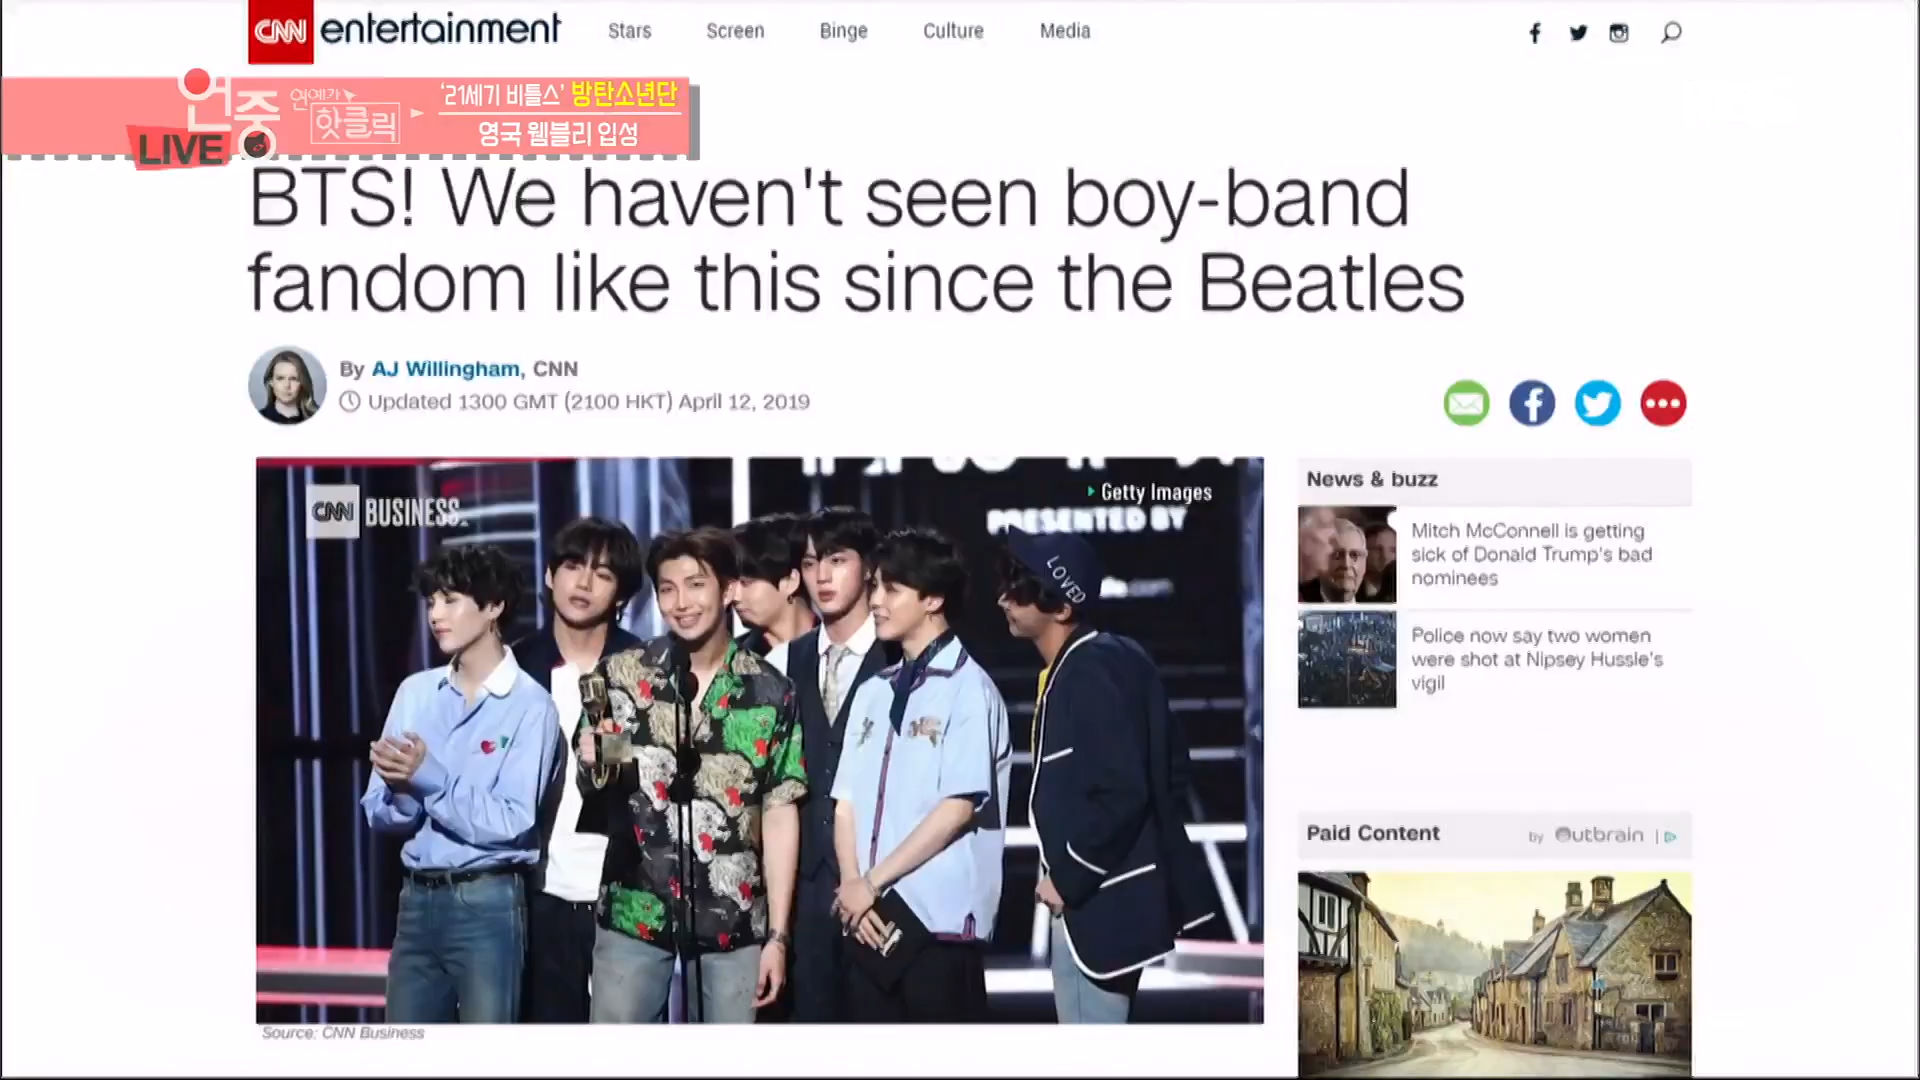 CNN entertainment Stars Screen Binge Culture Media
연중
LIVE
연예가
핫클릭
'21세기 비틀스' 방탄소년단
영국 웸블리 입성
BTS! We haven't seen boy-band
fandom like this since the Beatles
By AJ Willingham, CNN
Updated 1300 GMT (2100 HKT) April 12, 2019
CNN BUSINESS
Getty Images
PRESENTED BY
LOVED
Source: CNN Business
News & buzz
Mitch McConnell is getting
sick of Donald Trump's bad
nominees
Police now say two women
were shot at Nipsey Hussle's
vigil
Paid Content by Outbrain